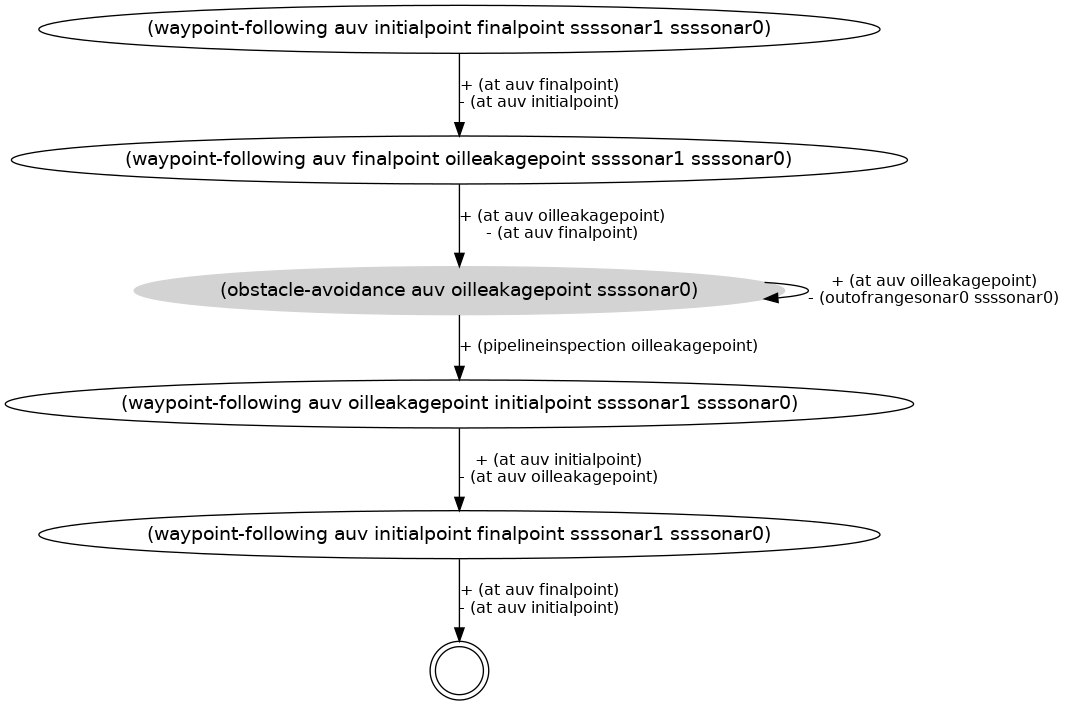 (waypoint-following auv initialpoint finalpoint ssssonar1 ssssonar0)
+ (at auv finalpoint)
- (at auv initialpoint)
(waypoint-following auv finalpoint oilleakagepoint ssssonar1 ssssonar0)
+ (at auv oilleakagepoint)
- (at auv finalpoint)
(obstacle-avoidance auv oilleakagepoint ssssonar0)
+ (at auv oilleakagepoint)
- (outofrangesonar0 ssssonar0)
+ (pipelineinspection oilleakagepoint)
(waypoint-following auv oilleakagepoint initialpoint ssssonar1 ssssonar0)
+ (at auv initialpoint)
- (at auv oilleakagepoint)
(waypoint-following auv initialpoint finalpoint ssssonar1 ssssonar0)
+ (at auv finalpoint)
- (at auv initialpoint)